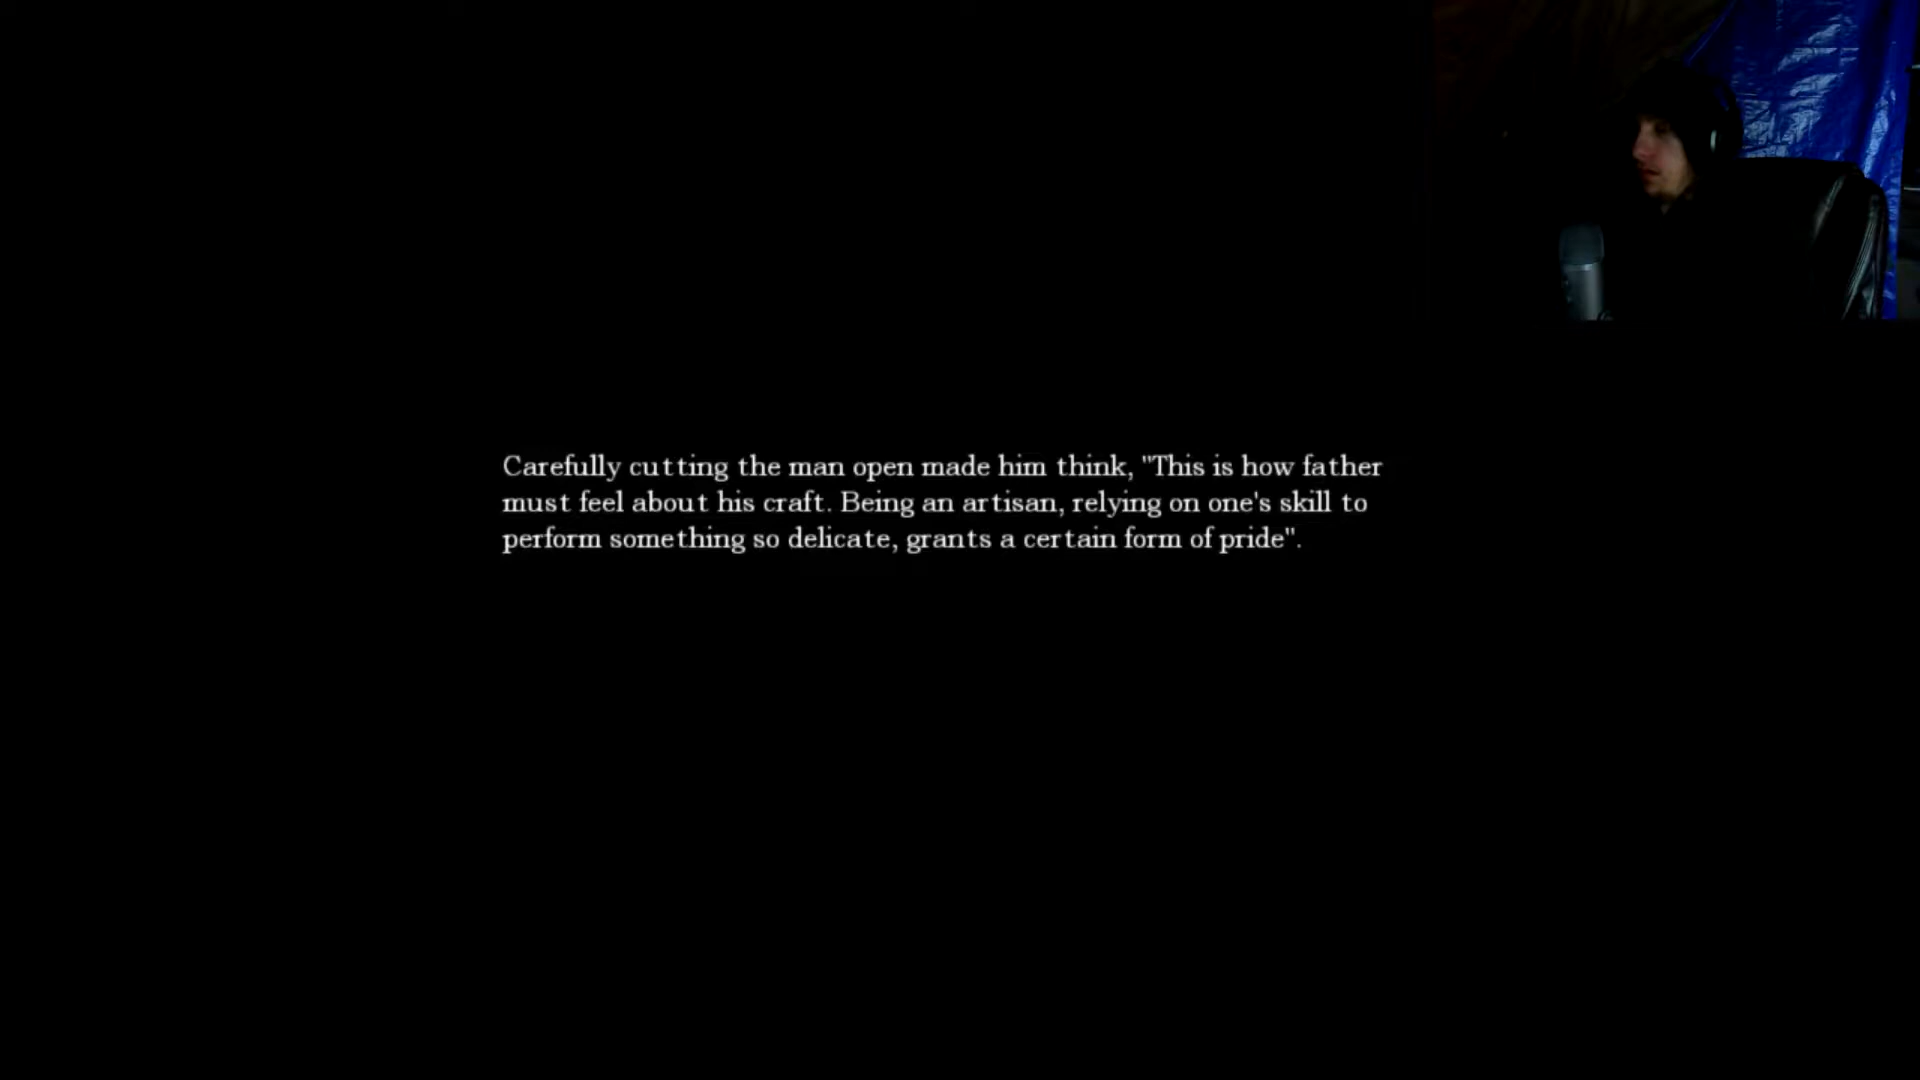 Carefully cutting the man open made him think, "This is how father
must feel about his craft. Being an artisan, relying on one's skill to
perform something so delicate, grants a certain form of pride".